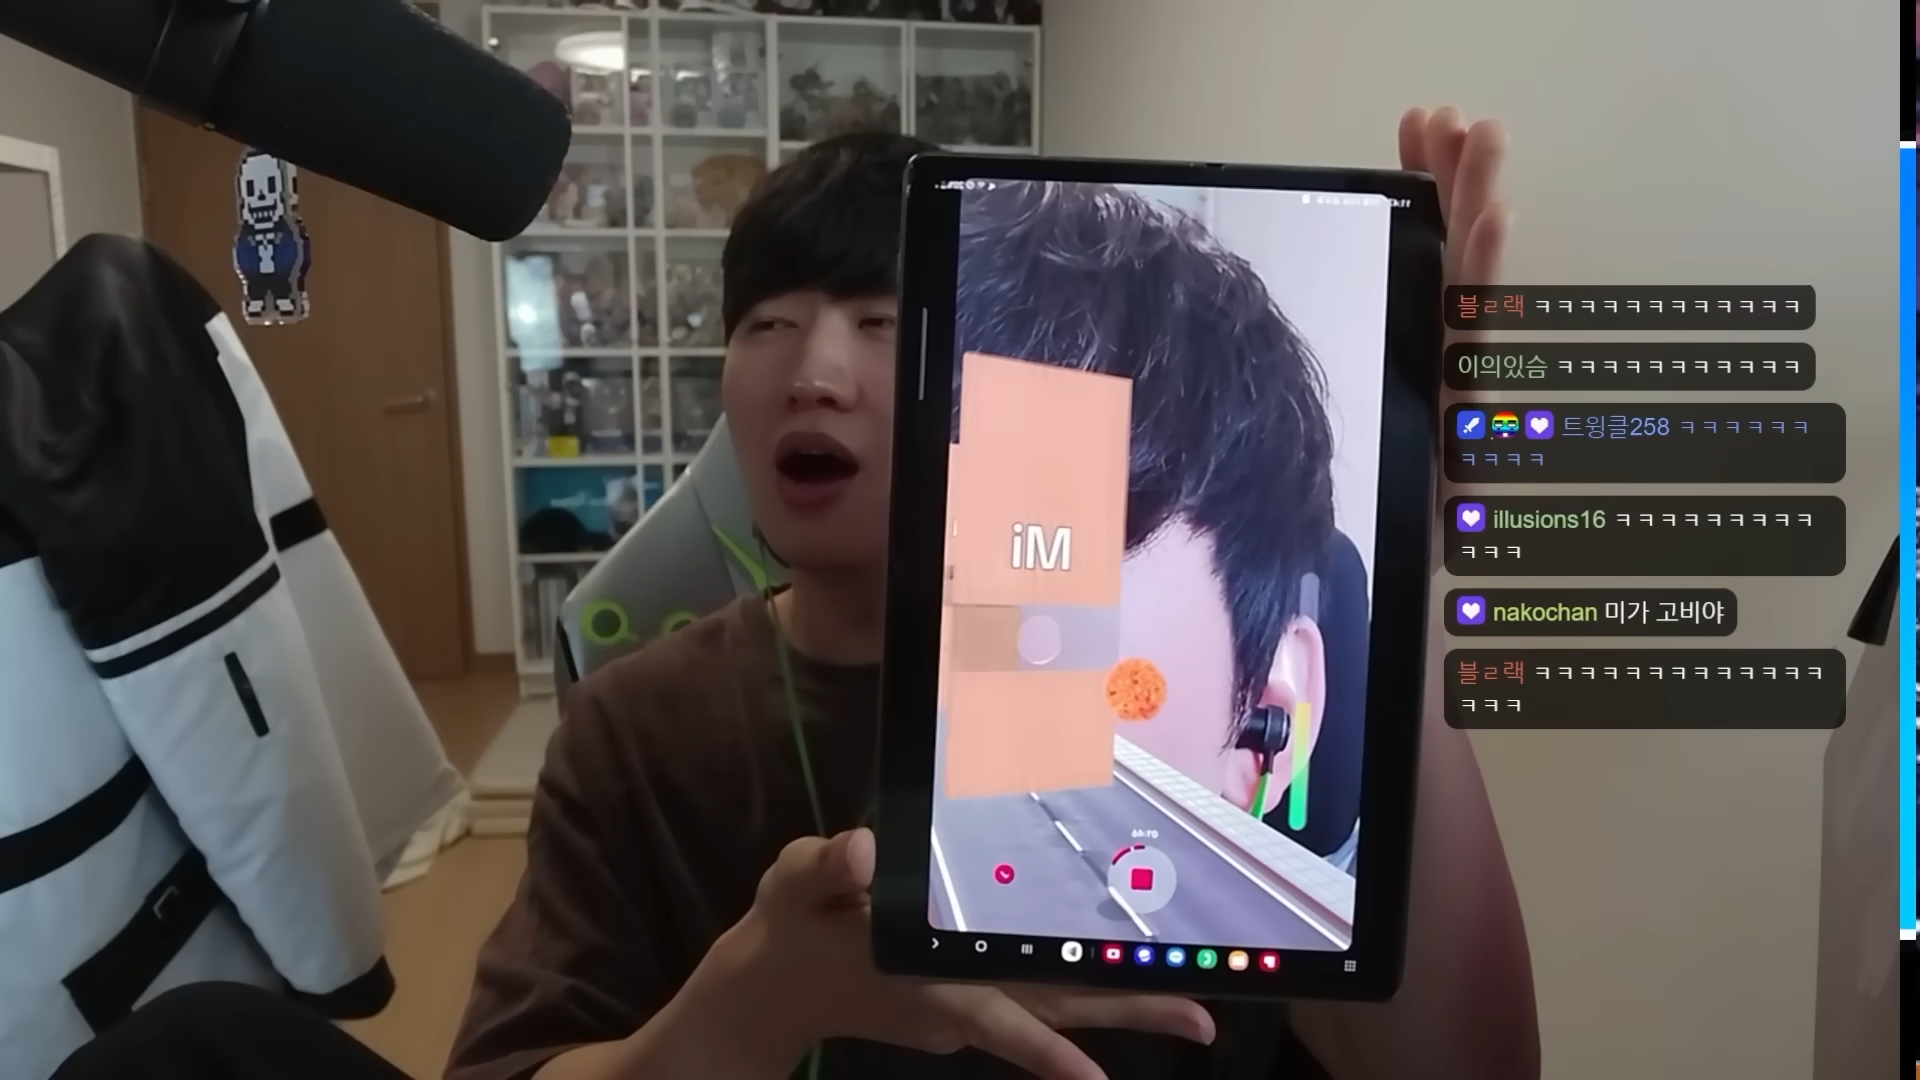 iM
블ㄹ랙 ㅋㅋㅋㅋㅋㅋㅋㅋㅋㅋㅋㅋ
이의있슴 ㅋㅋㅋㅋㅋㅋㅋㅋㅋㅋㅋ
트윙클258 ㅋㅋㅋㅋㅋㅋ
ㅋㅋㅋㅋ
illusions16 ㅋㅋㅋㅋㅋㅋㅋㅋㅋ
ㅋㅋㅋ
nakochan 미가 고비야
블ㄹ랙 ㅋㅋㅋㅋㅋㅋㅋㅋㅋㅋㅋㅋㅋ
ㅋㅋㅋ